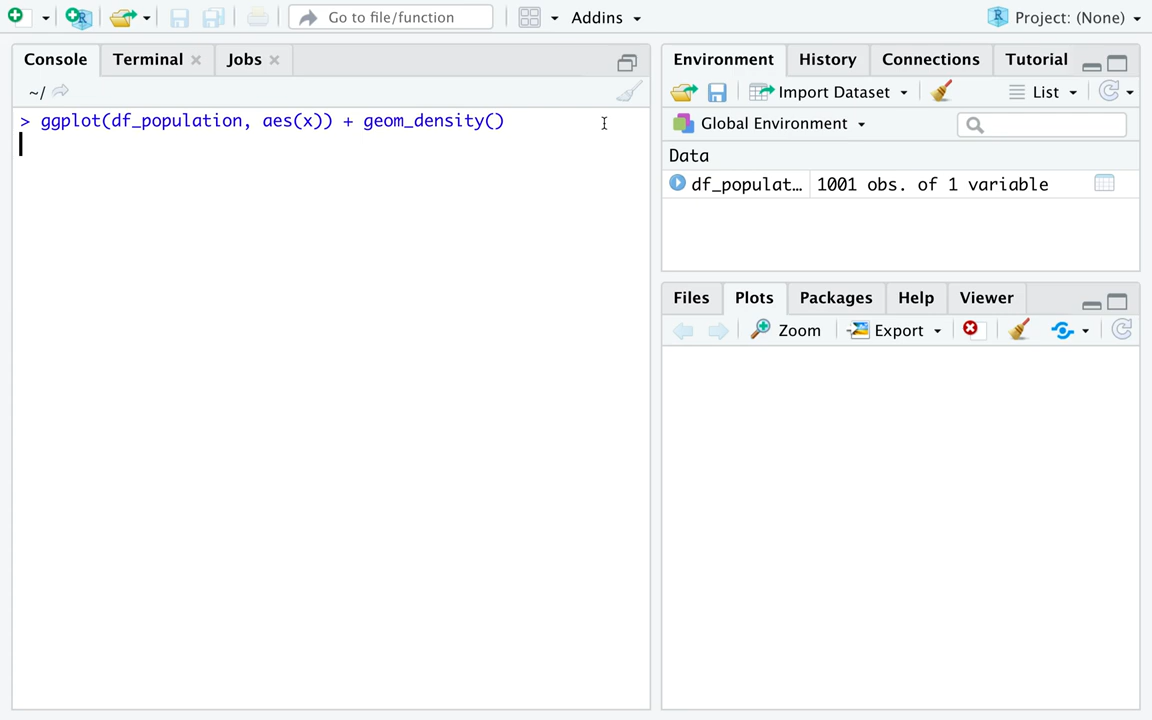 Go to file/function
Addins
Project: (None)
Console
Terminal
Jobs
~/
> ggplot(df_population, aes(x)) + geom_density()
Environment
History
Connections
Tutorial
Import Dataset
List
Global Environment
Data
df_populat… 1001 obs. of 1 variable
Files
Plots
Packages
Help
Viewer
Zoom
Export